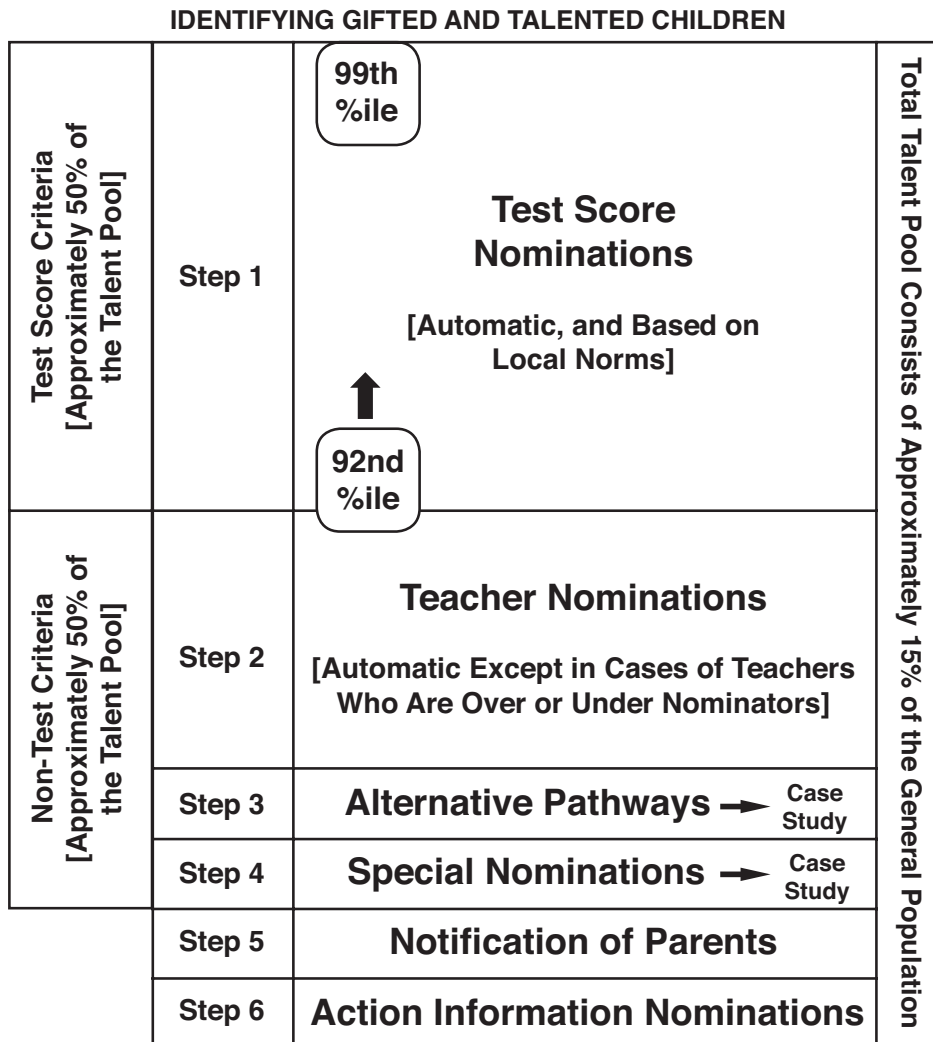 IDENTIFYING GIFTED AND TALENTED CHILDREN
Test Score Criteria
[Approximately 50% of
the Talent Pool]
Step 1
99th
%ile
Test Score
Nominations
[Automatic, and Based on
Local Norms]
92nd
%ile
Non-Test Criteria
[Approximately 50% of
the Talent Pool]
Step 2
Teacher Nominations
[Automatic Except in Cases of Teachers
Who Are Over or Under Nominators]
Step 3
Alternative Pathways
Case
Study
Step 4
Special Nominations
Case
Study
Step 5
Notification of Parents
Step 6
Action Information Nominations
Total Talent Pool Consists of Approximately 15% of the General Population